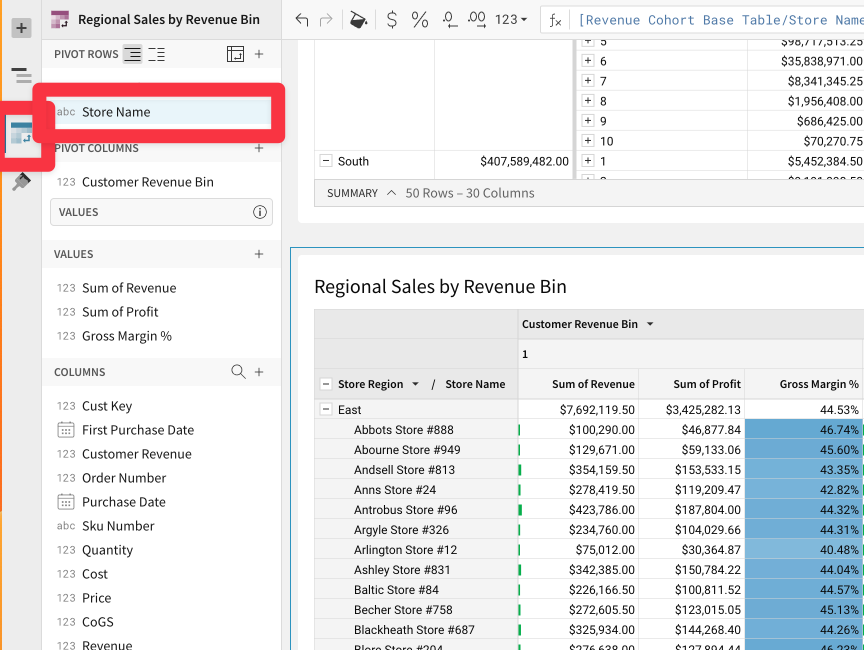 Regional Sales by Revenue Bin
PIVOT ROWS
abc Store Name
PIVOT COLUMNS
123 Customer Revenue Bin
VALUES
VALUES
123 Sum of Revenue
123 Sum of Profit
123 Gross Margin %
COLUMNS
123 Cust Key
First Purchase Date
123 Customer Revenue
123 Order Number
Purchase Date
abc Sku Number
123 Quantity
123 Cost
123 Price
123 CoGS
123 Revenue
$ % .0 .00 123
fx [Revenue Cohort Base Table/Store Name
5 $98,717,513.25
6 $35,838,971.00
7 $8,341,345.25
8 $1,956,408.00
9 $686,425.00
10 $70,270.75
South $407,589,482.00 1 $5,452,384.50
SUMMARY 50 Rows – 30 Columns
Regional Sales by Revenue Bin
Customer Revenue Bin
1
Store Region / Store Name Sum of Revenue Sum of Profit Gross Margin %
East $7,692,119.50 $3,425,282.13 44.53%
Abbots Store #888 $100,290.00 $46,877.84 46.74%
Abourne Store #949 $129,671.00 $59,133.06 45.60%
Andsell Store #813 $354,159.50 $153,533.15 43.35%
Anns Store #24 $278,419.50 $119,209.47 42.82%
Antrobus Store #96 $423,786.00 $187,804.00 44.32%
Argyle Store #326 $234,760.00 $104,029.66 44.31%
Arlington Store #12 $75,012.00 $30,364.87 40.48%
Ashley Store #831 $342,385.00 $150,784.22 44.04%
Baltic Store #84 $226,166.50 $100,811.52 44.57%
Becher Store #758 $272,605.50 $123,015.05 45.13%
Blackheath Store #687 $325,934.00 $144,268.40 44.26%